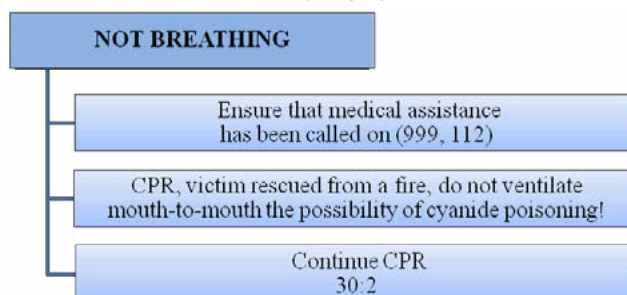 NOT BREATHING
Ensure that medical assistance
has been called on (999, 112)
CPR, victim rescued from a fire, do not ventilate
mouth-to-mouth the possibility of cyanide poisoning!
Continue CPR
30:2